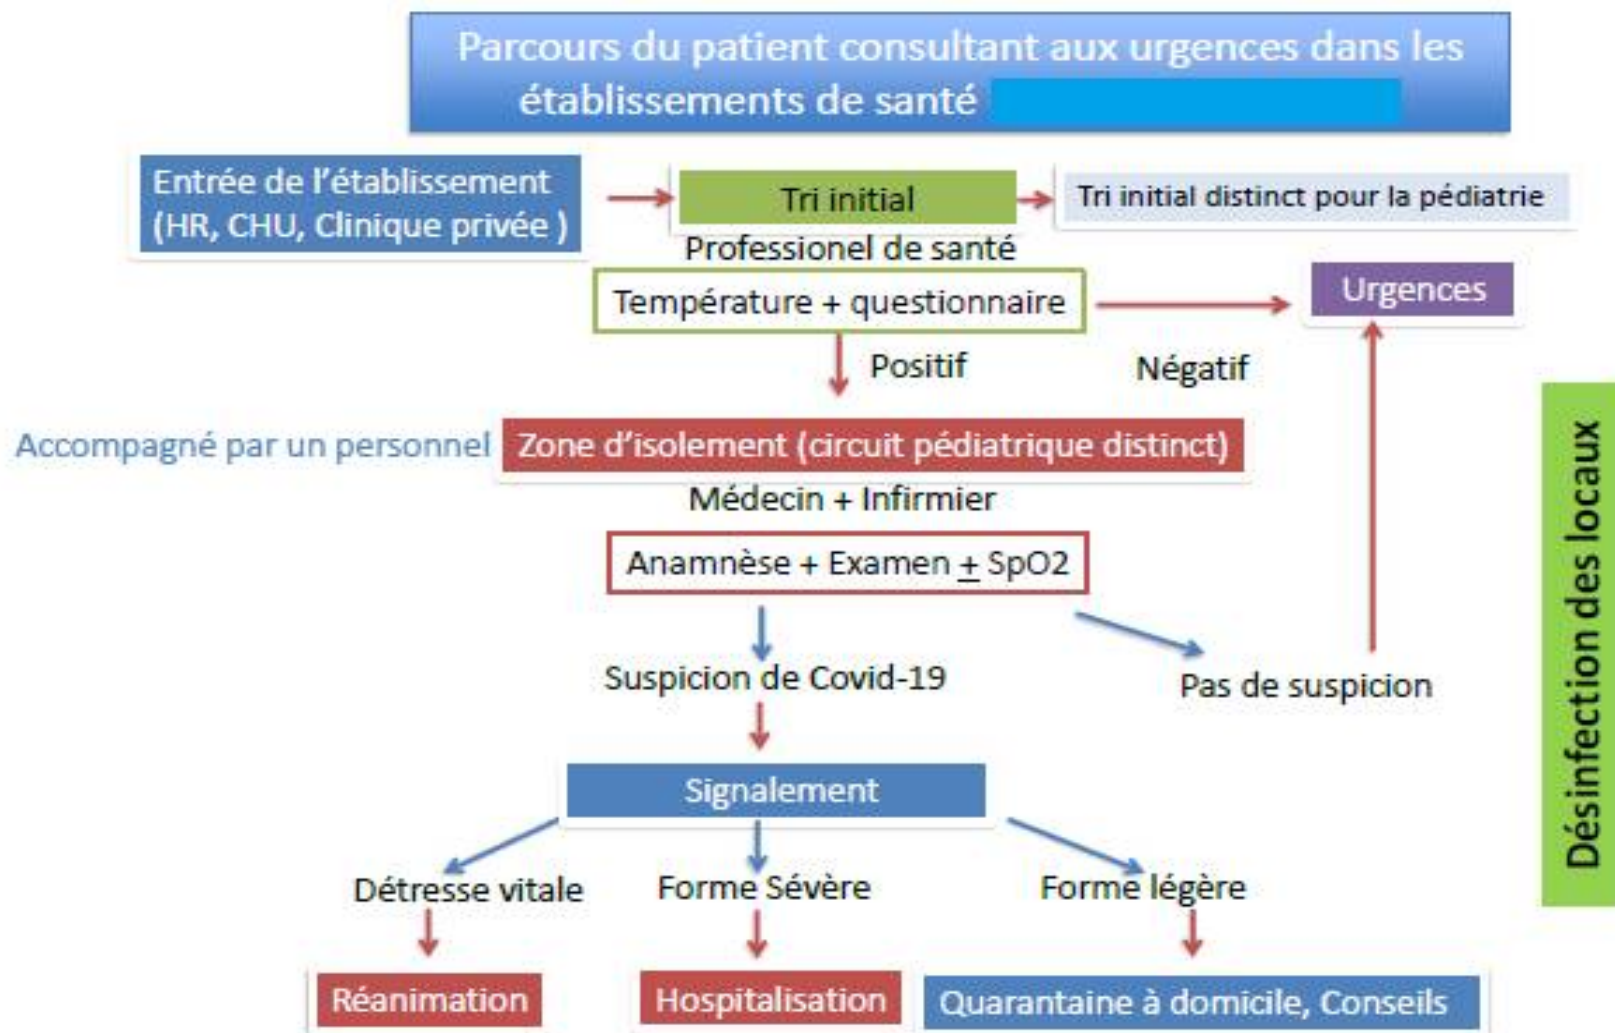 Parcours du patient consultant aux urgences dans les
établissements de santé
Entrée de l'établissement
(HR, CHU, Clinique privée )
Tri initial
Tri initial distinct pour la pédiatrie
Professionel de santé
Température + questionnaire
Urgences
Positif
Négatif
Accompagné par un personnel
Zone d'isolement (circuit pédiatrique distinct)
Médecin + Infirmier
Anamnèse + Examen ± SpO2
Suspicion de Covid-19
Pas de suspicion
Signalement
Détresse vitale
Forme Sévère
Forme légère
Réanimation
Hospitalisation
Quarantaine à domicile, Conseils
Désinfection des locaux